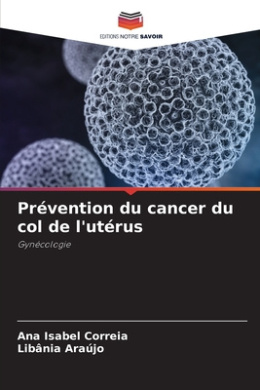 EDITIONS NOTRE SAVOIR
Prévention du cancer du
col de l'utérus
Gynécologie
Ana Isabel Correia
Libânia Araújo